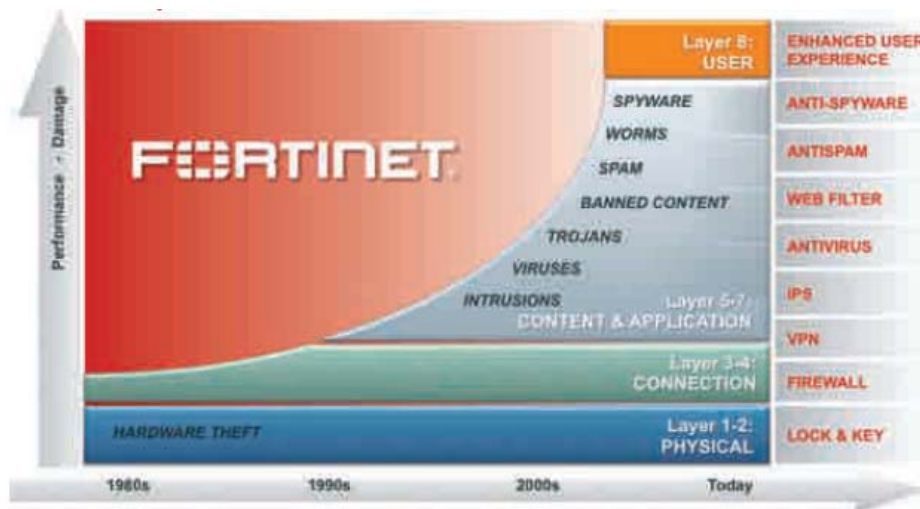 Performance - Damage
FORTINET
Layer 8:
USER
SPYWARE
WORMS
SPAM
BANNED CONTENT
TROJANS
VIRUSES
INTRUSIONS
Layer 5-7:
CONTENT & APPLICATION
Layer 3-4:
CONNECTION
HARDWARE THEFT
Layer 1-2:
PHYSICAL
ENHANCED USER
EXPERIENCE
ANTI-SPYWARE
ANTISPAM
WEB FILTER
ANTIVIRUS
IPS
VPN
FIREWALL
LOCK & KEY
1980s
1990s
2000s
Today